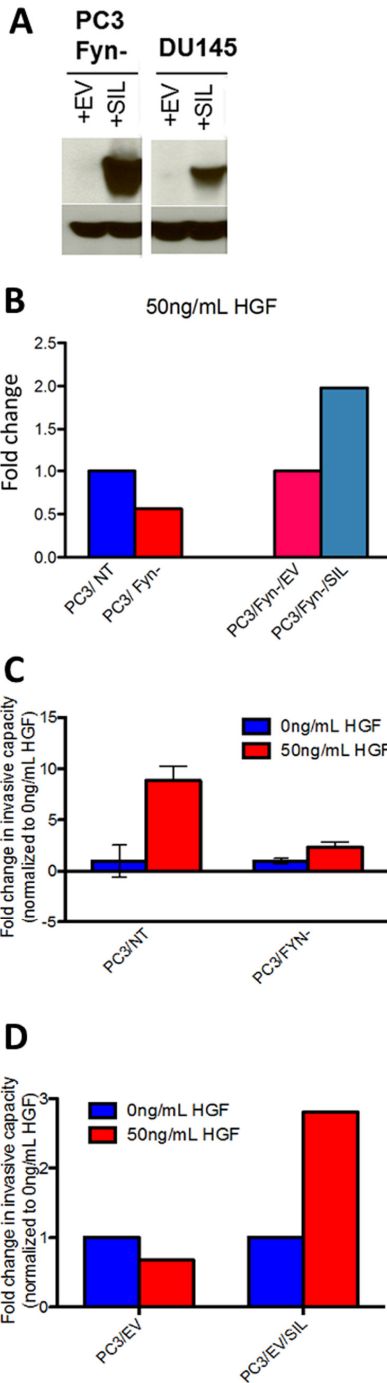 A
PC3
Fyn-
DU145
+EV
+SIL
+EV
+SIL
B
50ng/mL HGF
Fold change
2.5
2.0
1.5
1.0
0.5
0.0
PC3/ NT
PC3/ Fyn-
PC3/Fyn-/EV
PC3/Fyn-/SIL
C
Fold change in invasive capacity
(normalized to 0ng/mL HGF)
15
10
5
0
-5
0ng/mL HGF
50ng/mL HGF
PC3/NT
PC3/FYN-
D
Fold change in invasive capacity
(normalized to 0ng/mL HGF)
3
2
1
0
0ng/mL HGF
50ng/mL HGF
PC3/EV
PC3/EV/SIL